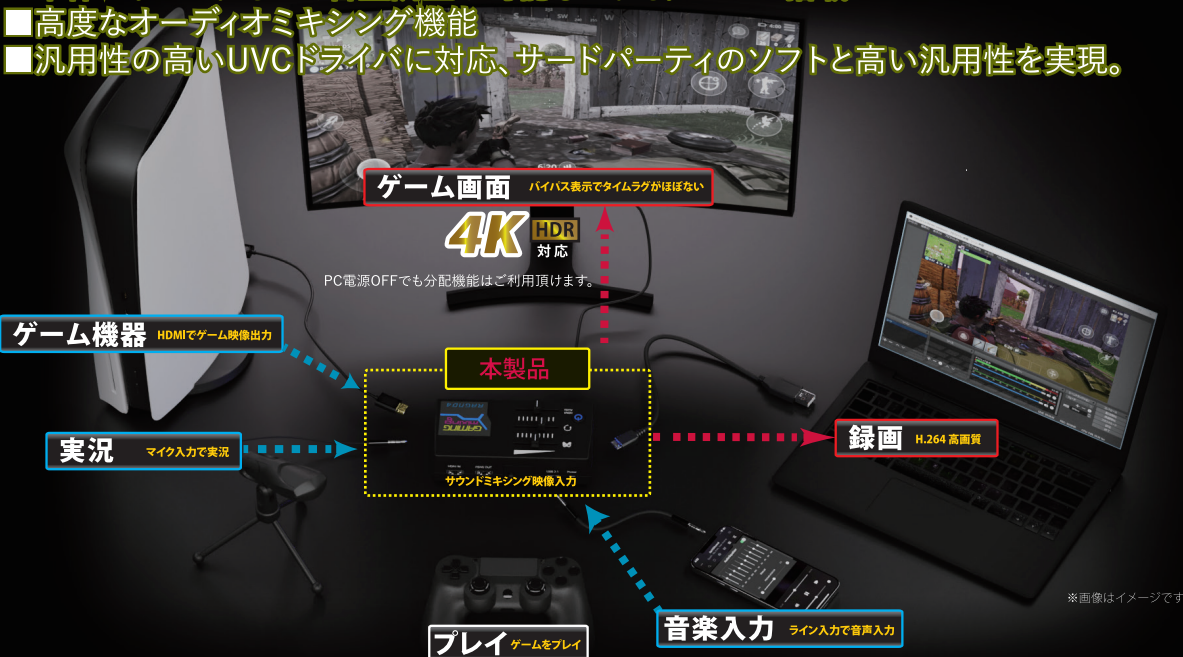 ■高度なオーディオミキシング機能
■汎用性の高いUVCドライバに対応、サードパーティのソフトと高い汎用性を実現。
ゲーム画面 バイパス表示でタイムラグがほぼない
4K HDR 対応
PC電源OFFでも分配機能はご利用頂けます。
ゲーム機器 HDMIでゲーム映像出力
本製品
実況 マイク入力で実況
録画 H.264 高画質
サウンドミキシング映像入力
※画像はイメージです
音楽入力 ライン入力で音声入力
プレイ ゲームをプレイ